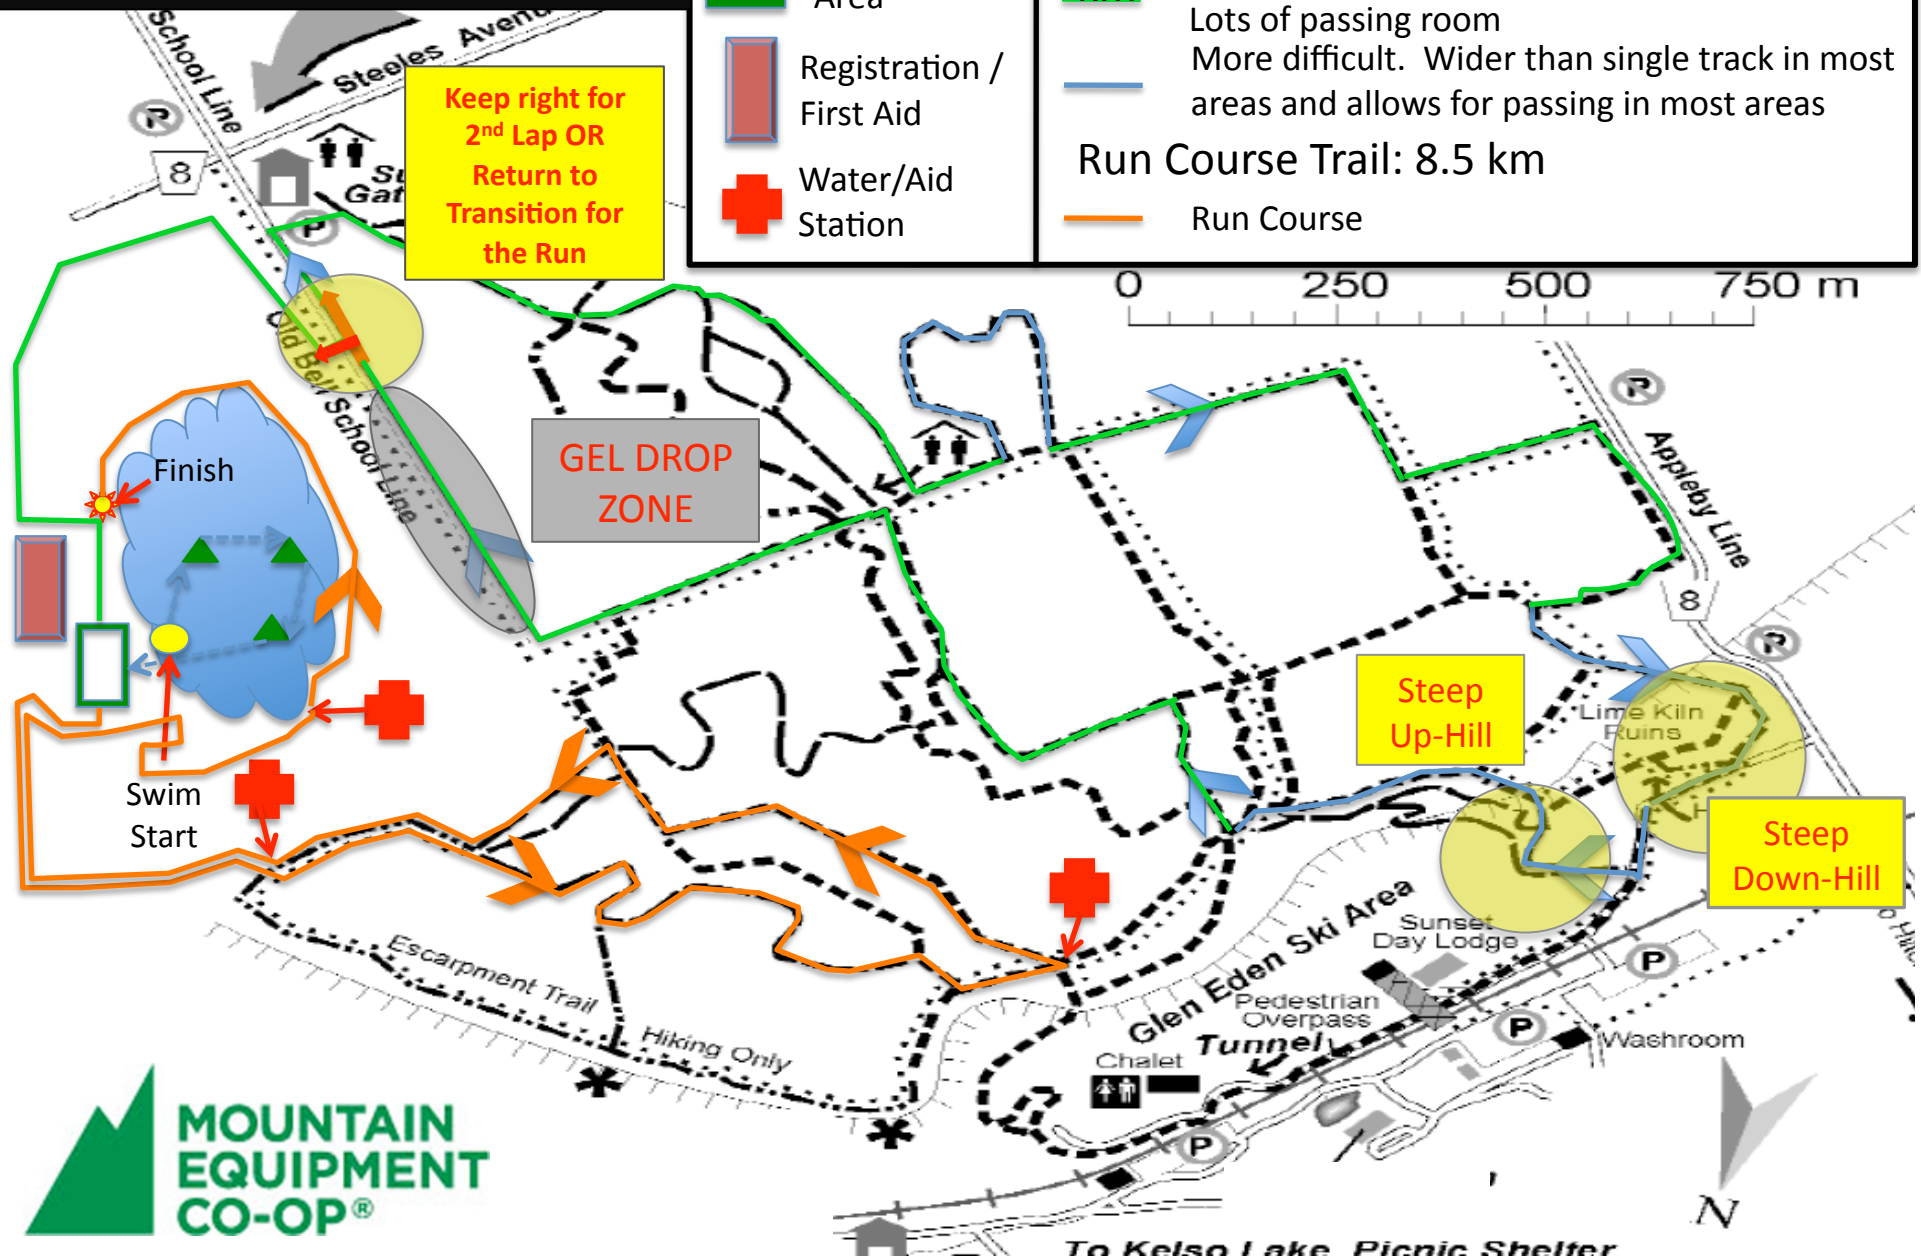 Area
Registration /
First Aid
Water/Aid
Station
Lots of passing room
More difficult. Wider than single track in most
areas and allows for passing in most areas
Run Course Trail: 8.5 km
Run Course
School Line
Steeles Avenu
8
P
P
Su
Gat
Keep right for
2nd Lap OR
Return to
Transition for
the Run
0 250 500 750 m
Old Bell School Line
GEL DROP
ZONE
P
Appleby Line
8
P
Finish
Swim
Start
Steep
Up-Hill
Lime Kiln
Ruins
H
Steep
Down-Hill
Glen Eden Ski Area
Sunset
Day Lodge
P
Pedestrian
Overpass
Tunnel
P
Washroom
Chalet
P
Escarpment Trail
Hiking Only
MOUNTAIN
EQUIPMENT
CO-OP®
N
To Kelso Lake Picnic Shelter